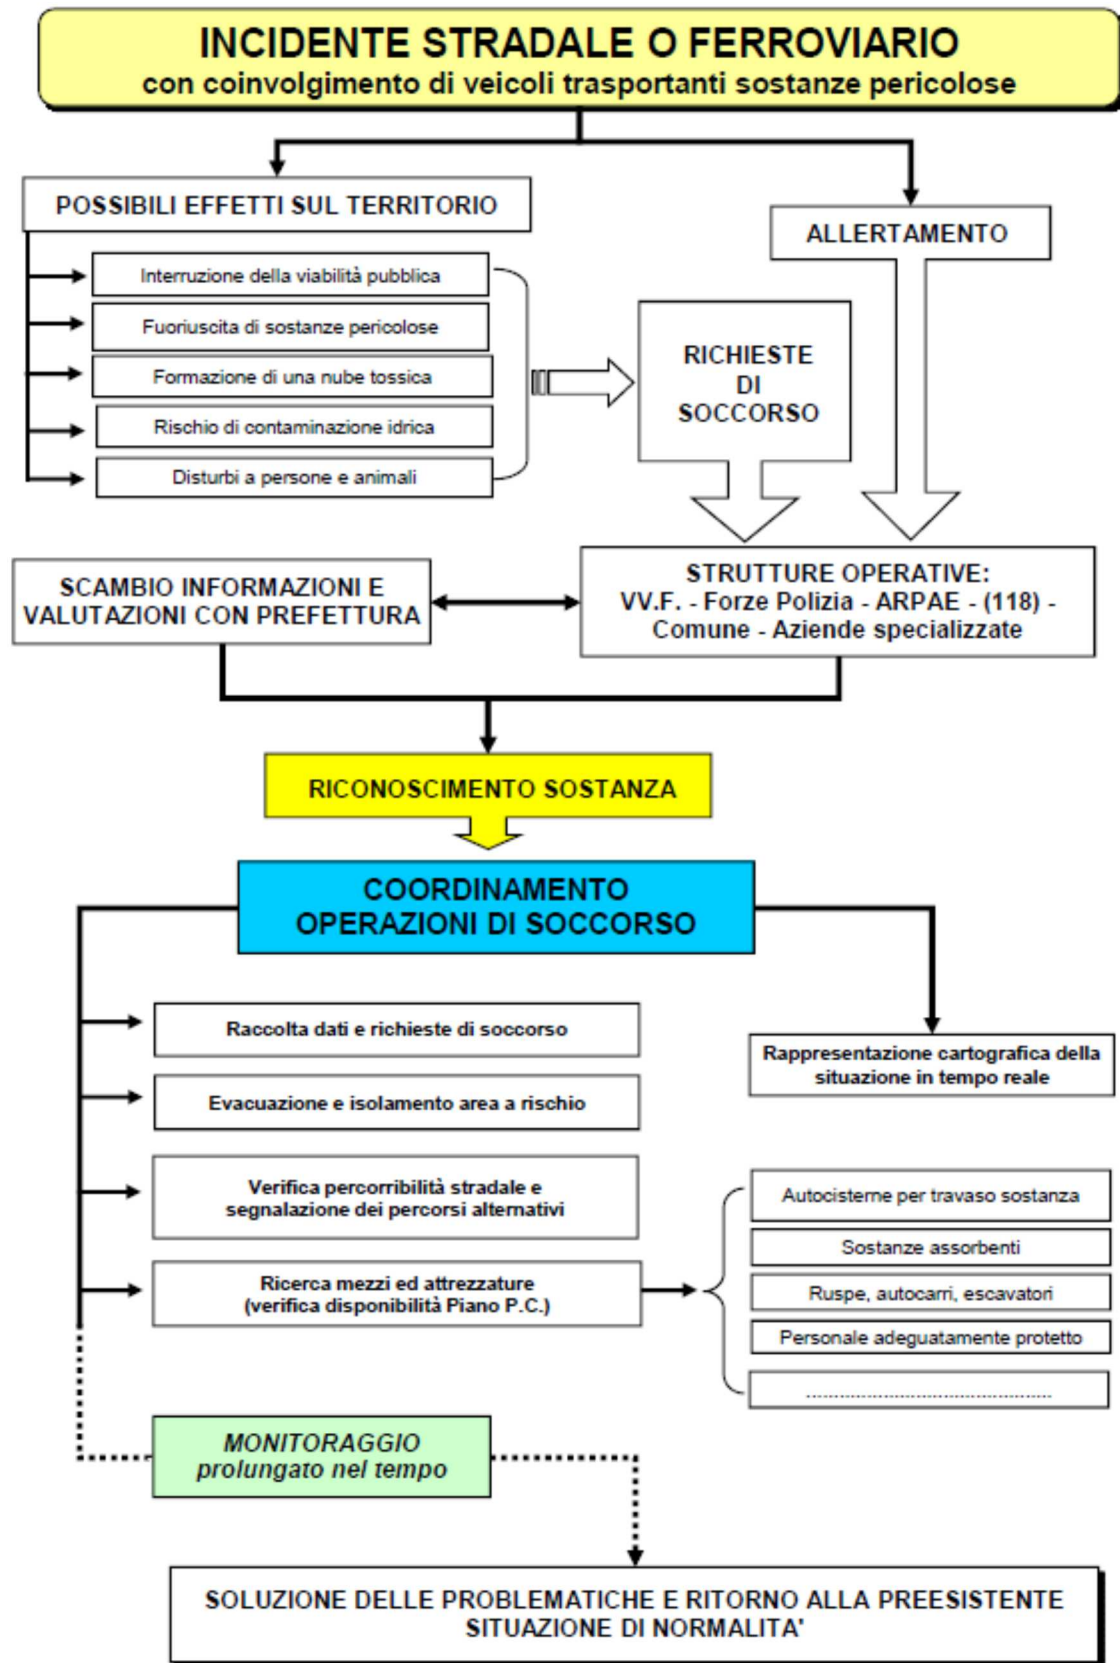 INCIDENTE STRADALE O FERROVIARIO
con coinvolgimento di veicoli trasportanti sostanze pericolose
POSSIBILI EFFETTI SUL TERRITORIO
ALLERTAMENTO
Interruzione della viabilità pubblica
Fuoriuscita di sostanze pericolose
Formazione di una nube tossica
Rischio di contaminazione idrica
Disturbi a persone e animali
RICHIESTE
DI
SOCCORSO
SCAMBIO INFORMAZIONI E
VALUTAZIONI CON PREFETTURA
STRUTTURE OPERATIVE:
VV.F. - Forze Polizia - ARPAE - (118) -
Comune - Aziende specializzate
RICONOSCIMENTO SOSTANZA
COORDINAMENTO
OPERAZIONI DI SOCCORSO
Raccolta dati e richieste di soccorso
Evacuazione e isolamento area a rischio
Verifica percorribilità stradale e
segnalazione dei percorsi alternativi
Ricerca mezzi ed attrezzature
(verifica disponibilità Piano P.C.)
Rappresentazione cartografica della
situazione in tempo reale
Autocisterne per travaso sostanza
Sostanze assorbenti
Ruspe, autocarri, escavatori
Personale adeguatamente protetto
................................................
MONITORAGGIO
prolungato nel tempo
SOLUZIONE DELLE PROBLEMATICHE E RITORNO ALLA PREESISTENTE
SITUAZIONE DI NORMALITA'